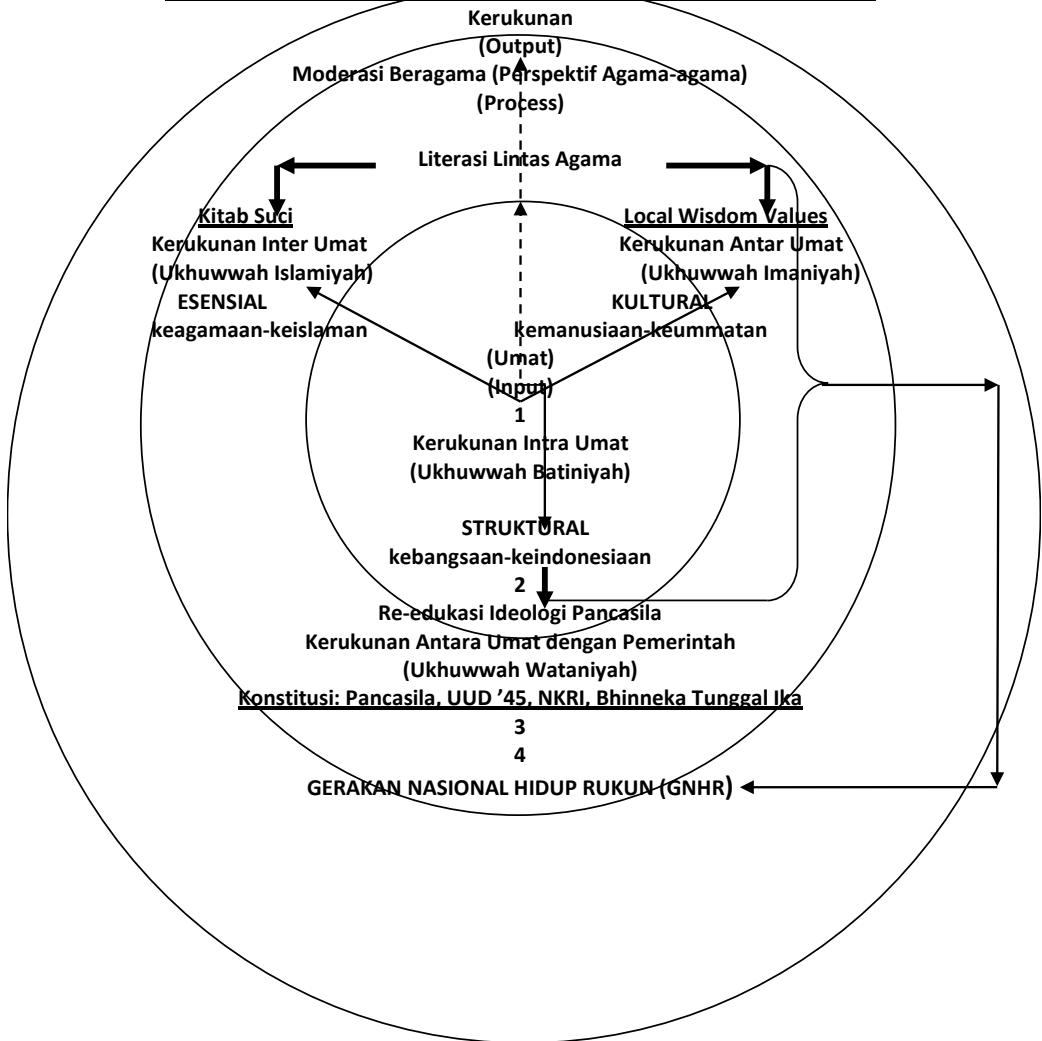 Kerukunan
(Output)
Moderasi Beragama (Perspektif Agama-agama)
(Process)
Literasi Lintas Agama
Kitab Suci
Kerukunan Inter Umat
(Ukhuwwah Islamiyah)
ESENSIAL
keagamaan-keislaman
Local Wisdom Values
Kerukunan Antar Umat
(Ukhuwwah Imaniyah)
KULTURAL
kemanusiaan-keummatan
(Umat)
(Input)
1
Kerukunan Intra Umat
(Ukhuwwah Batiniyah)
STRUKTURAL
kebangsaan-keindonesiaan
2
Re-edukasi Ideologi Pancasila
Kerukunan Antara Umat dengan Pemerintah
(Ukhuwwah Wataniyah)
Konstitusi: Pancasila, UUD ’45, NKRI, Bhinneka Tunggal Ika
3
4
GERAKAN NASIONAL HIDUP RUKUN (GNHR)